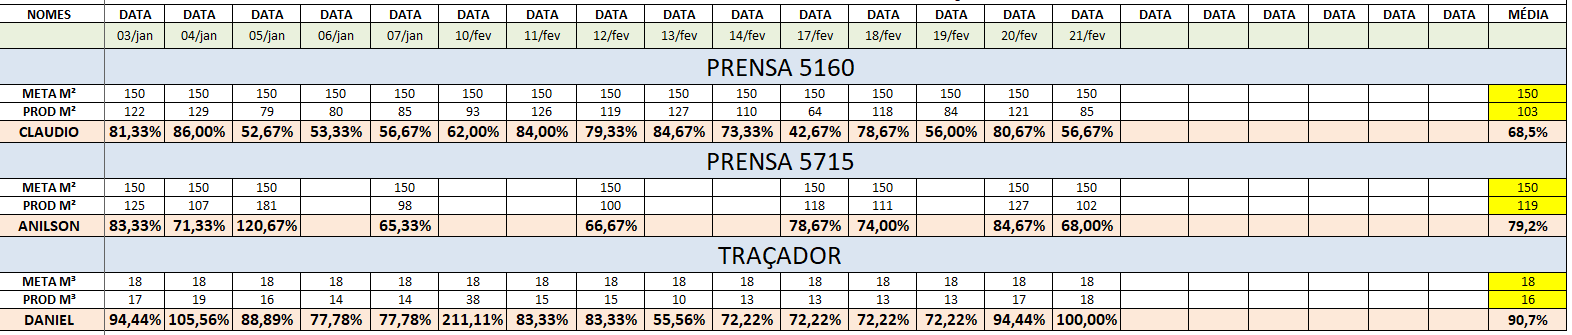 NOMES DATA DATA DATA DATA DATA DATA DATA DATA DATA DATA DATA DATA DATA DATA DATA DATA DATA DATA DATA DATA DATA DATA MÉDIA
03/jan 04/jan 05/jan 06/jan 07/jan 10/fev 11/fev 12/fev 13/fev 14/fev 17/fev 18/fev 19/fev 20/fev 21/fev
PRENSA 5160
META M² 150 150 150 150 150 150 150 150 150 150 150 150 150 150 150 150
PROD M² 122 129 79 80 85 93 126 119 127 110 64 118 84 121 85 103
CLAUDIO 81,33% 86,00% 52,67% 53,33% 56,67% 62,00% 84,00% 79,33% 84,67% 73,33% 42,67% 78,67% 56,00% 80,67% 56,67% 68,5%
PRENSA 5715
META M² 150 150 150 150 150 150 150 150 150 150
PROD M² 125 107 181 98 100 118 111 127 102 119
ANILSON 83,33% 71,33% 120,67% 65,33% 66,67% 78,67% 74,00% 84,67% 68,00% 79,2%
TRAÇADOR
META M³ 18 18 18 18 18 18 18 18 18 18 18 18 18 18 18 18
PROD M³ 17 19 16 14 14 38 15 15 10 13 13 13 13 17 18 16
DANIEL 94,44% 105,56% 88,89% 77,78% 77,78% 211,11% 83,33% 83,33% 55,56% 72,22% 72,22% 72,22% 72,22% 94,44% 100,00% 90,7%